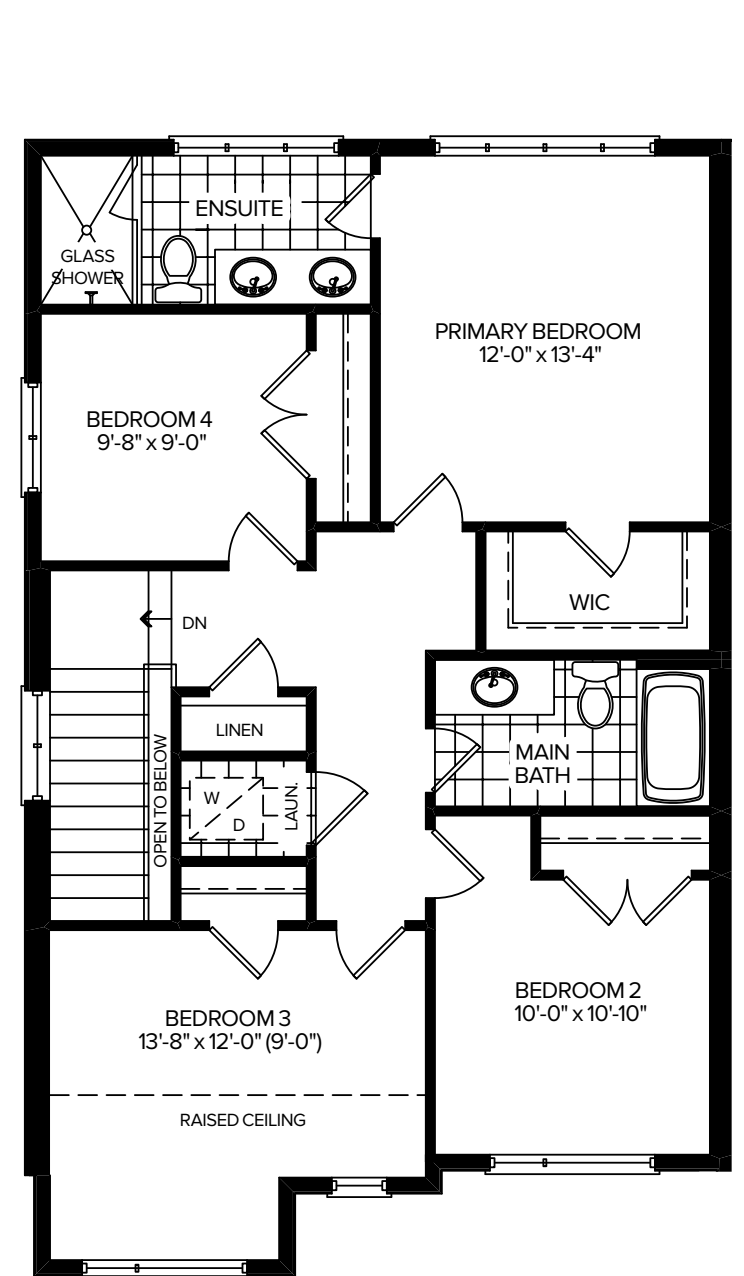 ENSUITE
GLASS
SHOWER
PRIMARY BEDROOM
12'-0" x 13'-4"
BEDROOM 4
9'-8" x 9'-0"
WIC
DN
LINEN
OPEN TO BELOW
W
D
LAUN.
MAIN
BATH
BEDROOM 2
10'-0" x 10'-10"
BEDROOM 3
13'-8" x 12'-0" (9'-0")
RAISED CEILING